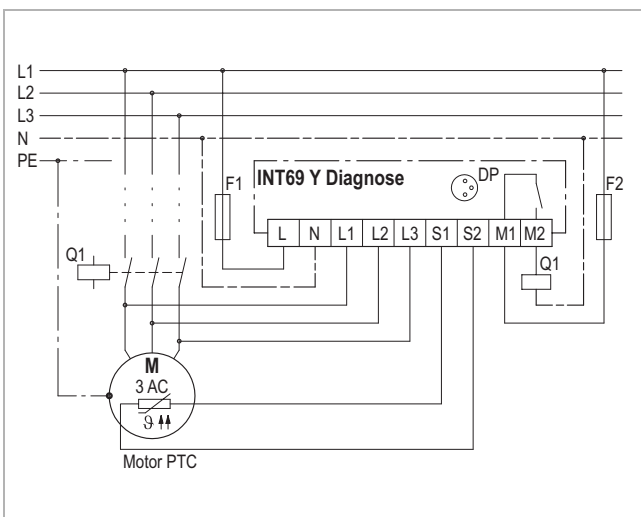 L1
L2
L3
N
PE
F1
INT69 Y Diagnose
DP
F2
L N L1 L2 L3 S1 S2 M1 M2
Q1
Q1
M
3 AC
ϑ
Motor PTC